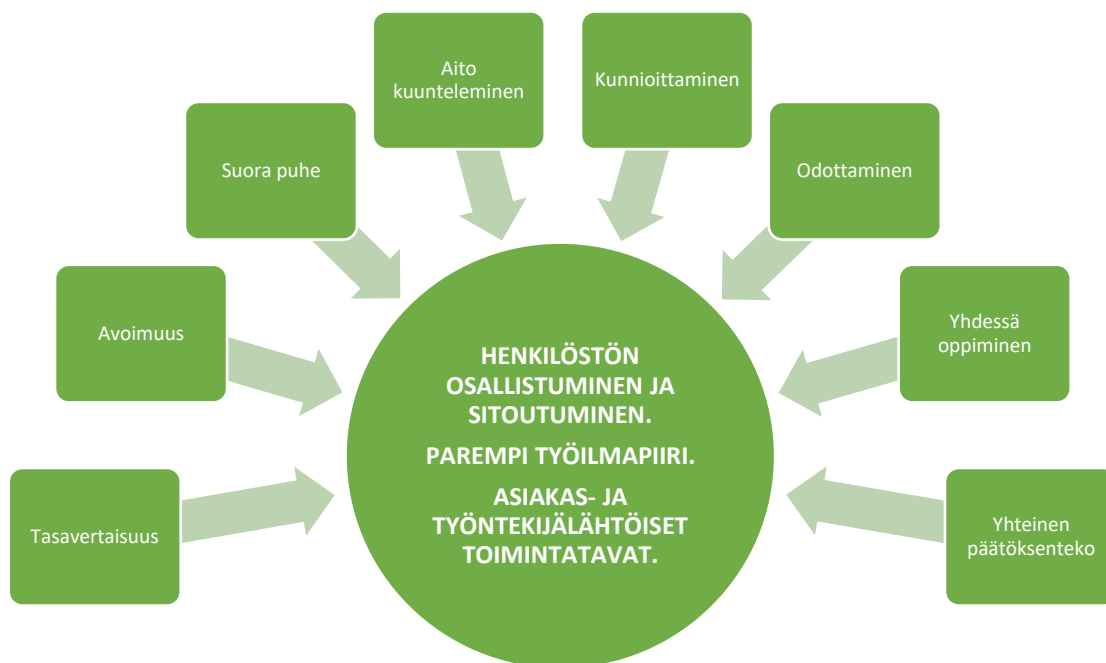 Aito
kuunteleminen
Kunnioittaminen
Suora puhe
Odottaminen
Avoimuus
Yhdessä
oppiminen
Tasavertaisuus
Yhteinen
päätöksenteko
HENKILÖSTÖN
OSALLISTUMINEN JA
SITOUTUMINEN.
PAREMPI TYÖILMAPIIRI.
ASIAKAS- JA
TYÖNTEKIJÄLÄHTÖISET
TOIMINTATAVAT.